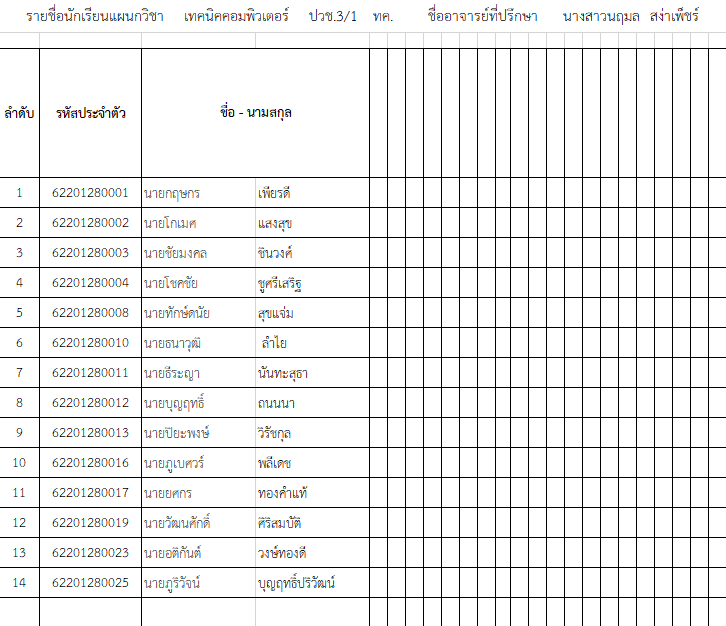 รายชื่อนักเรียนแผนกวิชา เทคนิคคอมพิวเตอร์ ปวช.3/1 ทค. ชื่ออาจารย์ที่ปรึกษา นางสาวนฤมล สง่าเพ็ชร์
ลำดับ รหัสประจำตัว ชื่อ - นามสกุล
1 62201280001 นายกฤษกร เพียรดี
2 62201280002 นายโกเมศ แสงสุข
3 62201280003 นายชัยมงคล ชินวงค์
4 62201280004 นายโชคชัย ชูศรีเสริฐ
5 62201280008 นายทักษ์ดนัย สุขแจ่ม
6 62201280010 นายธนาวุฒิ ลำไย
7 62201280011 นายธีระญา นันทะสุธา
8 62201280012 นายบุญฤทธิ์ ถนนนา
9 62201280013 นายปิยะพงษ์ วิรัชกุล
10 62201280016 นายภูเบศวร์ พลีเดช
11 62201280017 นายยศกร ทองคำแท้
12 62201280019 นายวัฒนศักดิ์ ศิริสมบัติ
13 62201280023 นายอติกันต์ วงษ์ทองดี
14 62201280025 นายภูริวัจน์ บุญฤทธิ์ปริวัฒน์